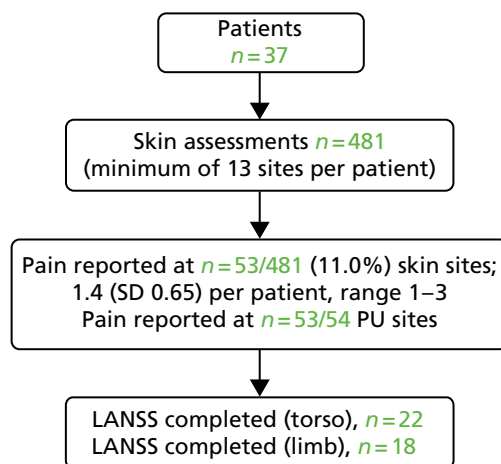 Patients
n=37
Skin assessments n=481
(minimum of 13 sites per patient)
Pain reported at n=53/481 (11.0%) skin sites;
1.4 (SD 0.65) per patient, range 1–3
Pain reported at n=53/54 PU sites
LANSS completed (torso), n=22
LANSS completed (limb), n=18